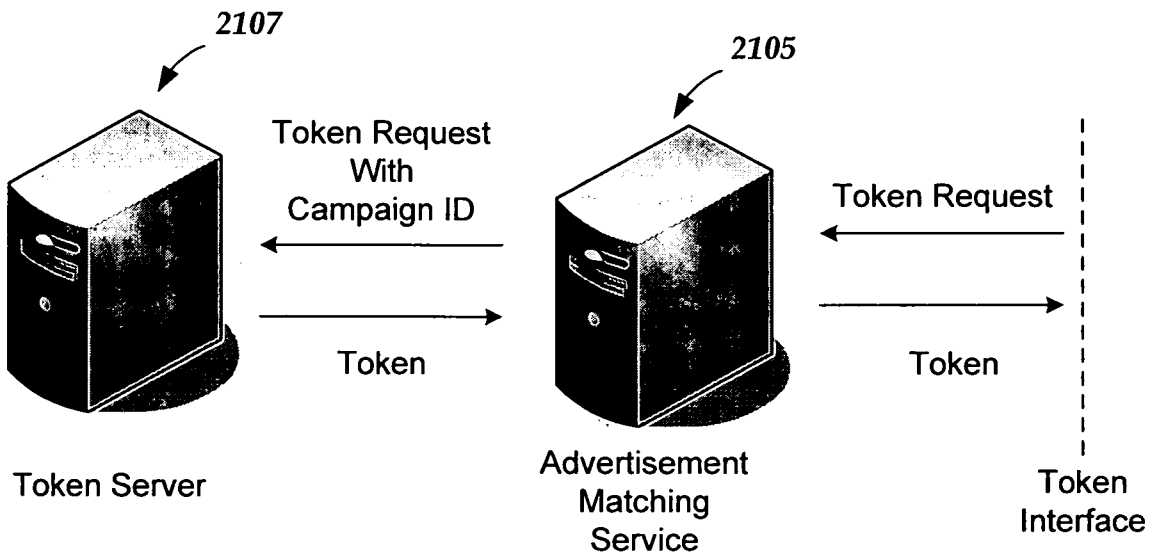 2107
2105
Token Request
With
Campaign ID
Token Request
Token
Token
Token Server
Advertisement
Matching
Service
Token
Interface